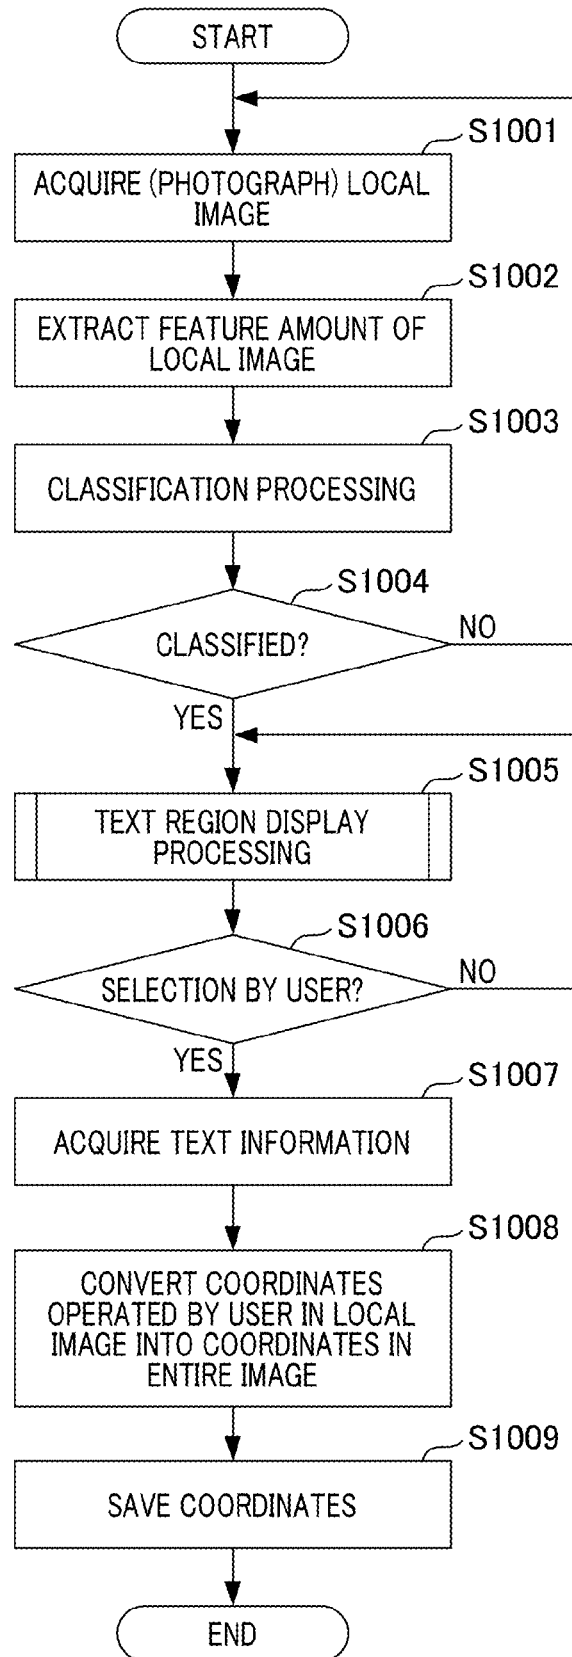 START
S1001
ACQUIRE (PHOTOGRAPH) LOCAL
IMAGE
S1002
EXTRACT FEATURE AMOUNT OF
LOCAL IMAGE
S1003
CLASSIFICATION PROCESSING
S1004
CLASSIFIED?
NO
YES
S1005
TEXT REGION DISPLAY
PROCESSING
S1006
SELECTION BY USER?
NO
YES
S1007
ACQUIRE TEXT INFORMATION
S1008
CONVERT COORDINATES
OPERATED BY USER IN LOCAL
IMAGE INTO COORDINATES IN
ENTIRE IMAGE
S1009
SAVE COORDINATES
END